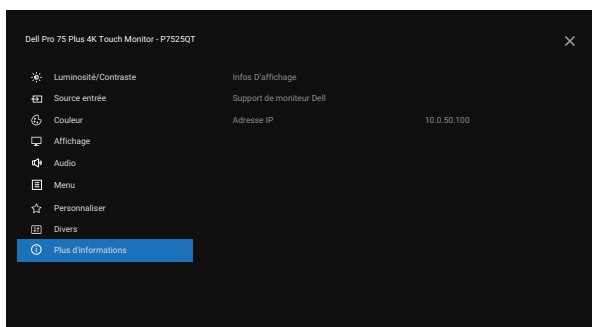 Dell Pro 75 Plus 4K Touch Monitor - P7525QT
Luminosité/Contraste
Infos D'affichage
Source entrée
Support de moniteur Dell
Couleur
Adresse IP 10.0.50.100
Affichage
Audio
Menu
Personnaliser
Divers
Plus d'informations